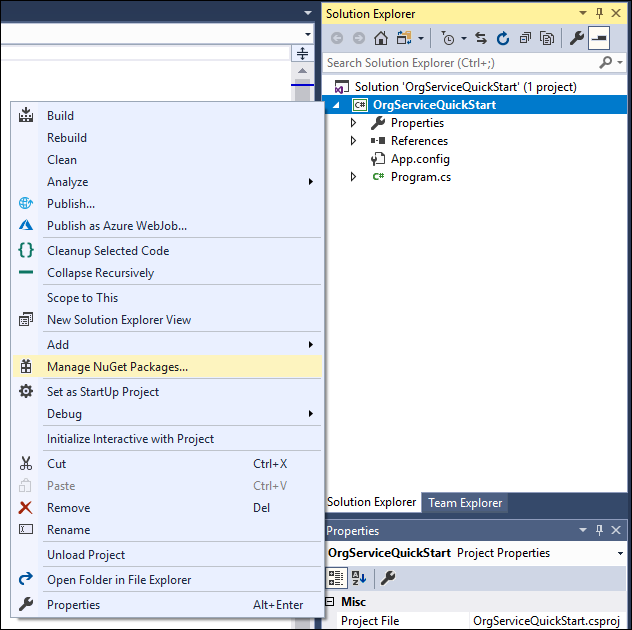 Solution Explorer
Search Solution Explorer (Ctrl+;)
Solution 'OrgServiceQuickStart' (1 project)
C# OrgServiceQuickStart
Properties
References
App.config
C# Program.cs
Build
Rebuild
Clean
Analyze
Publish...
Publish as Azure WebJob...
Cleanup Selected Code
Collapse Recursively
Scope to This
New Solution Explorer View
Add
Manage NuGet Packages...
Set as StartUp Project
Debug
Initialize Interactive with Project
Cut Ctrl+X
Paste Ctrl+V
Remove Del
Rename
Unload Project
Open Folder in File Explorer
Properties Alt+Enter
Solution Explorer Team Explorer
Properties
OrgServiceQuickStart Project Properties
Misc
Project File OrgServiceQuickStart.csproj